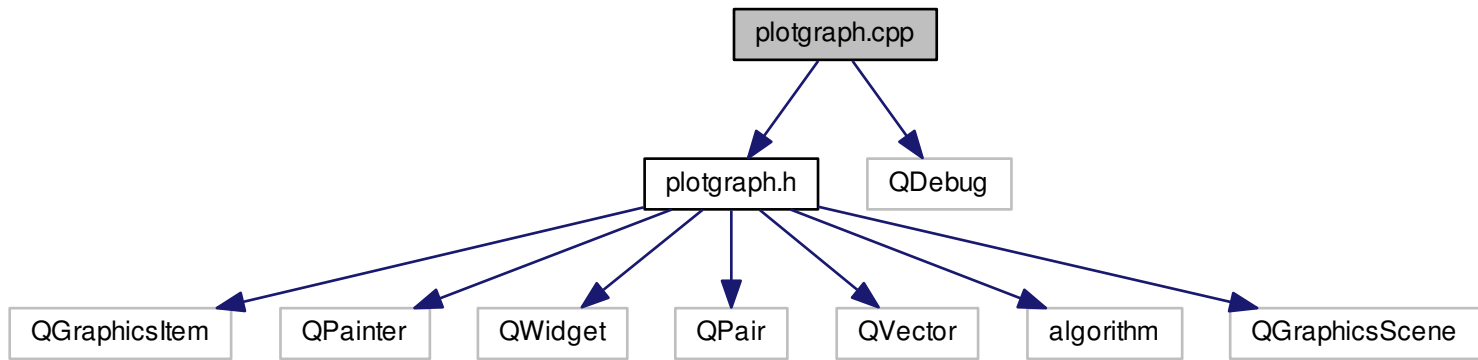 plotgraph.cpp
plotgraph.h
QDebug
QGraphicsItem
QPainter
QWidget
QPair
QVector
algorithm
QGraphicsScene